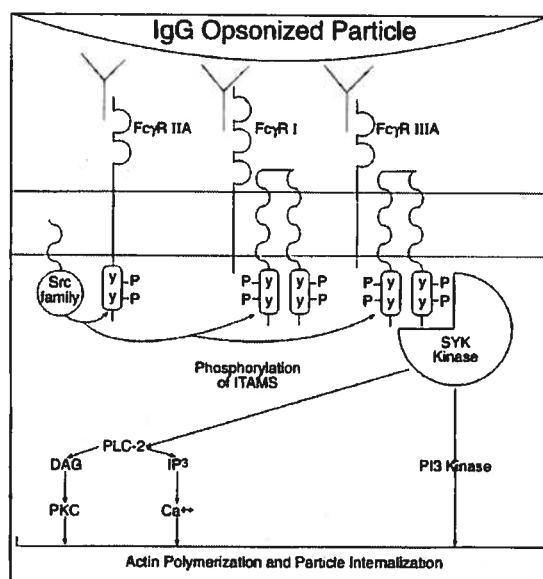 IgG Opsonized Particle
FcγR IIA
FcγR I
FcγR IIIA
Src
family
y
y
P
P
P
P
y
y
y
y
P
P
P
P
y
y
y
y
P
P
SYK
Kinase
Phosphorylation
of ITAMS
PLC-2
DAG
IP3
PI3 Kinase
PKC
Ca++
Actin Polymerization and Particle Internalization